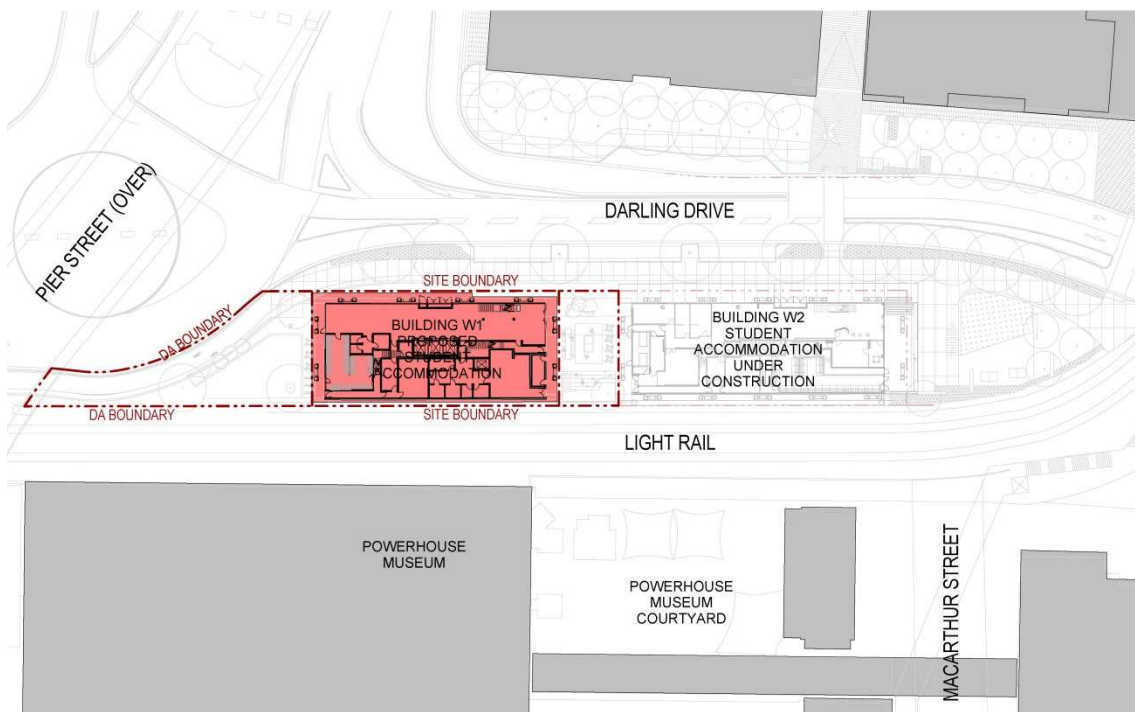 DARLING DRIVE
PIER STREET (OVER)
SITE BOUNDARY
DA BOUNDARY
BUILDING W1
PROPOSED
STUDENT
ACCOMMODATION
BUILDING W2
STUDENT
ACCOMMODATION
UNDER
CONSTRUCTION
DA BOUNDARY
SITE BOUNDARY
LIGHT RAIL
POWERHOUSE
MUSEUM
POWERHOUSE
MUSEUM
COURTYARD
MACARTHUR STREET